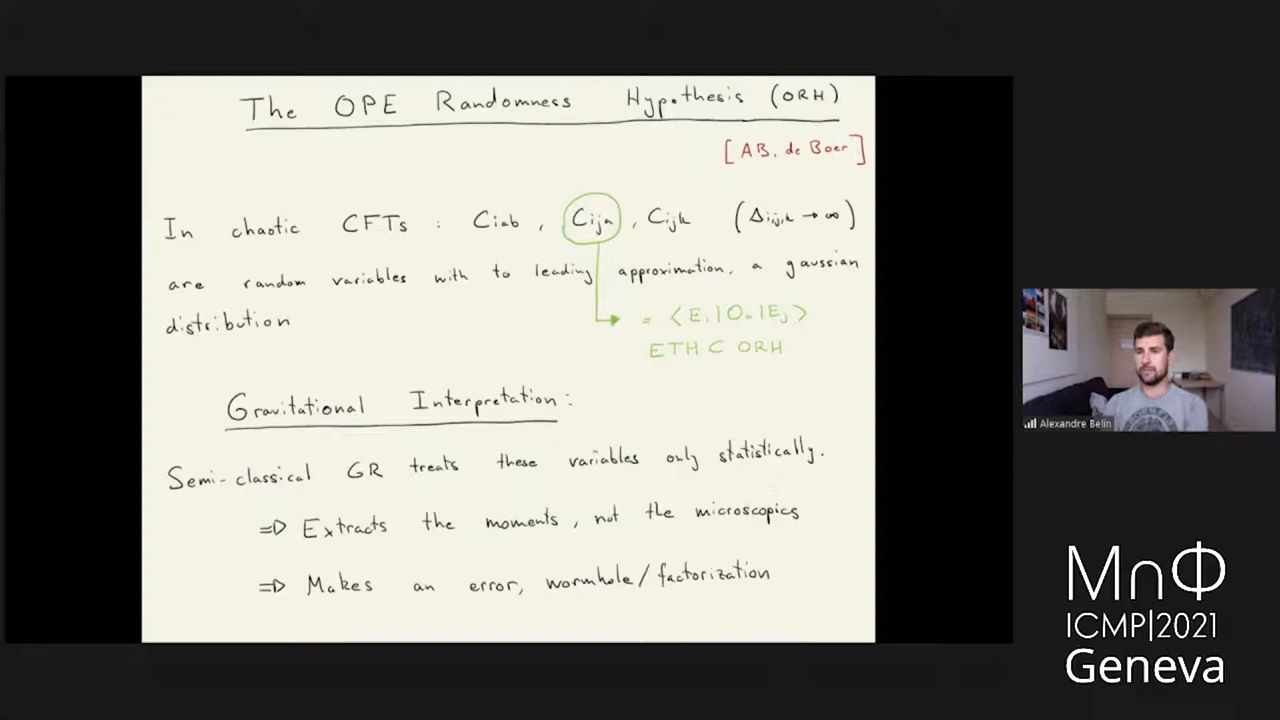 The OPE Randomness Hypothesis (ORH)
[AB, de Boer]
In chaotic CFTs : Ciab , Cija , Cijk (Δi,j,k → ∞)
are random variables with to leading approximation, a gaussian
distribution
= ⟨Ei|Oa|Ej⟩
ETH ⊂ ORH
Gravitational Interpretation :
Semi-classical GR treats these variables only statistically.
⇒ Extracts the moments, not the microscopics
⇒ Makes an error, wormhole/factorization
Alexandre Belin
MηΦ
ICMP|2021
Geneva